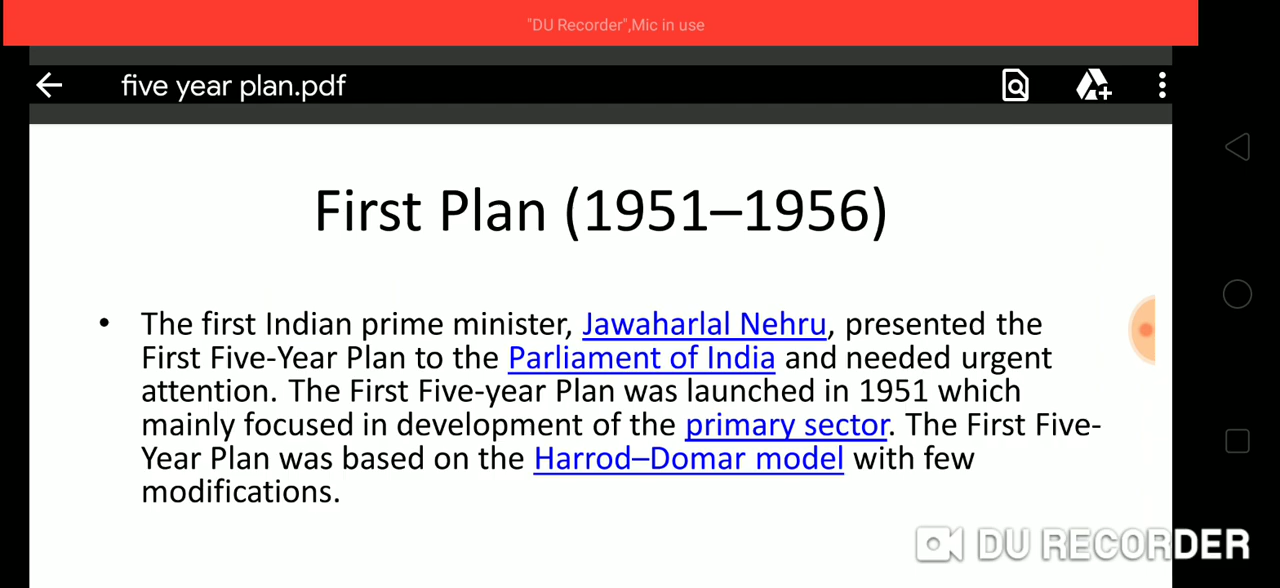 "DU Recorder",Mic in use
five year plan.pdf
First Plan (1951–1956)
• The first Indian prime minister, Jawaharlal Nehru, presented the
First Five-Year Plan to the Parliament of India and needed urgent
attention. The First Five-year Plan was launched in 1951 which
mainly focused in development of the primary sector. The First Five-
Year Plan was based on the Harrod–Domar model with few
modifications.
DU RECORDER